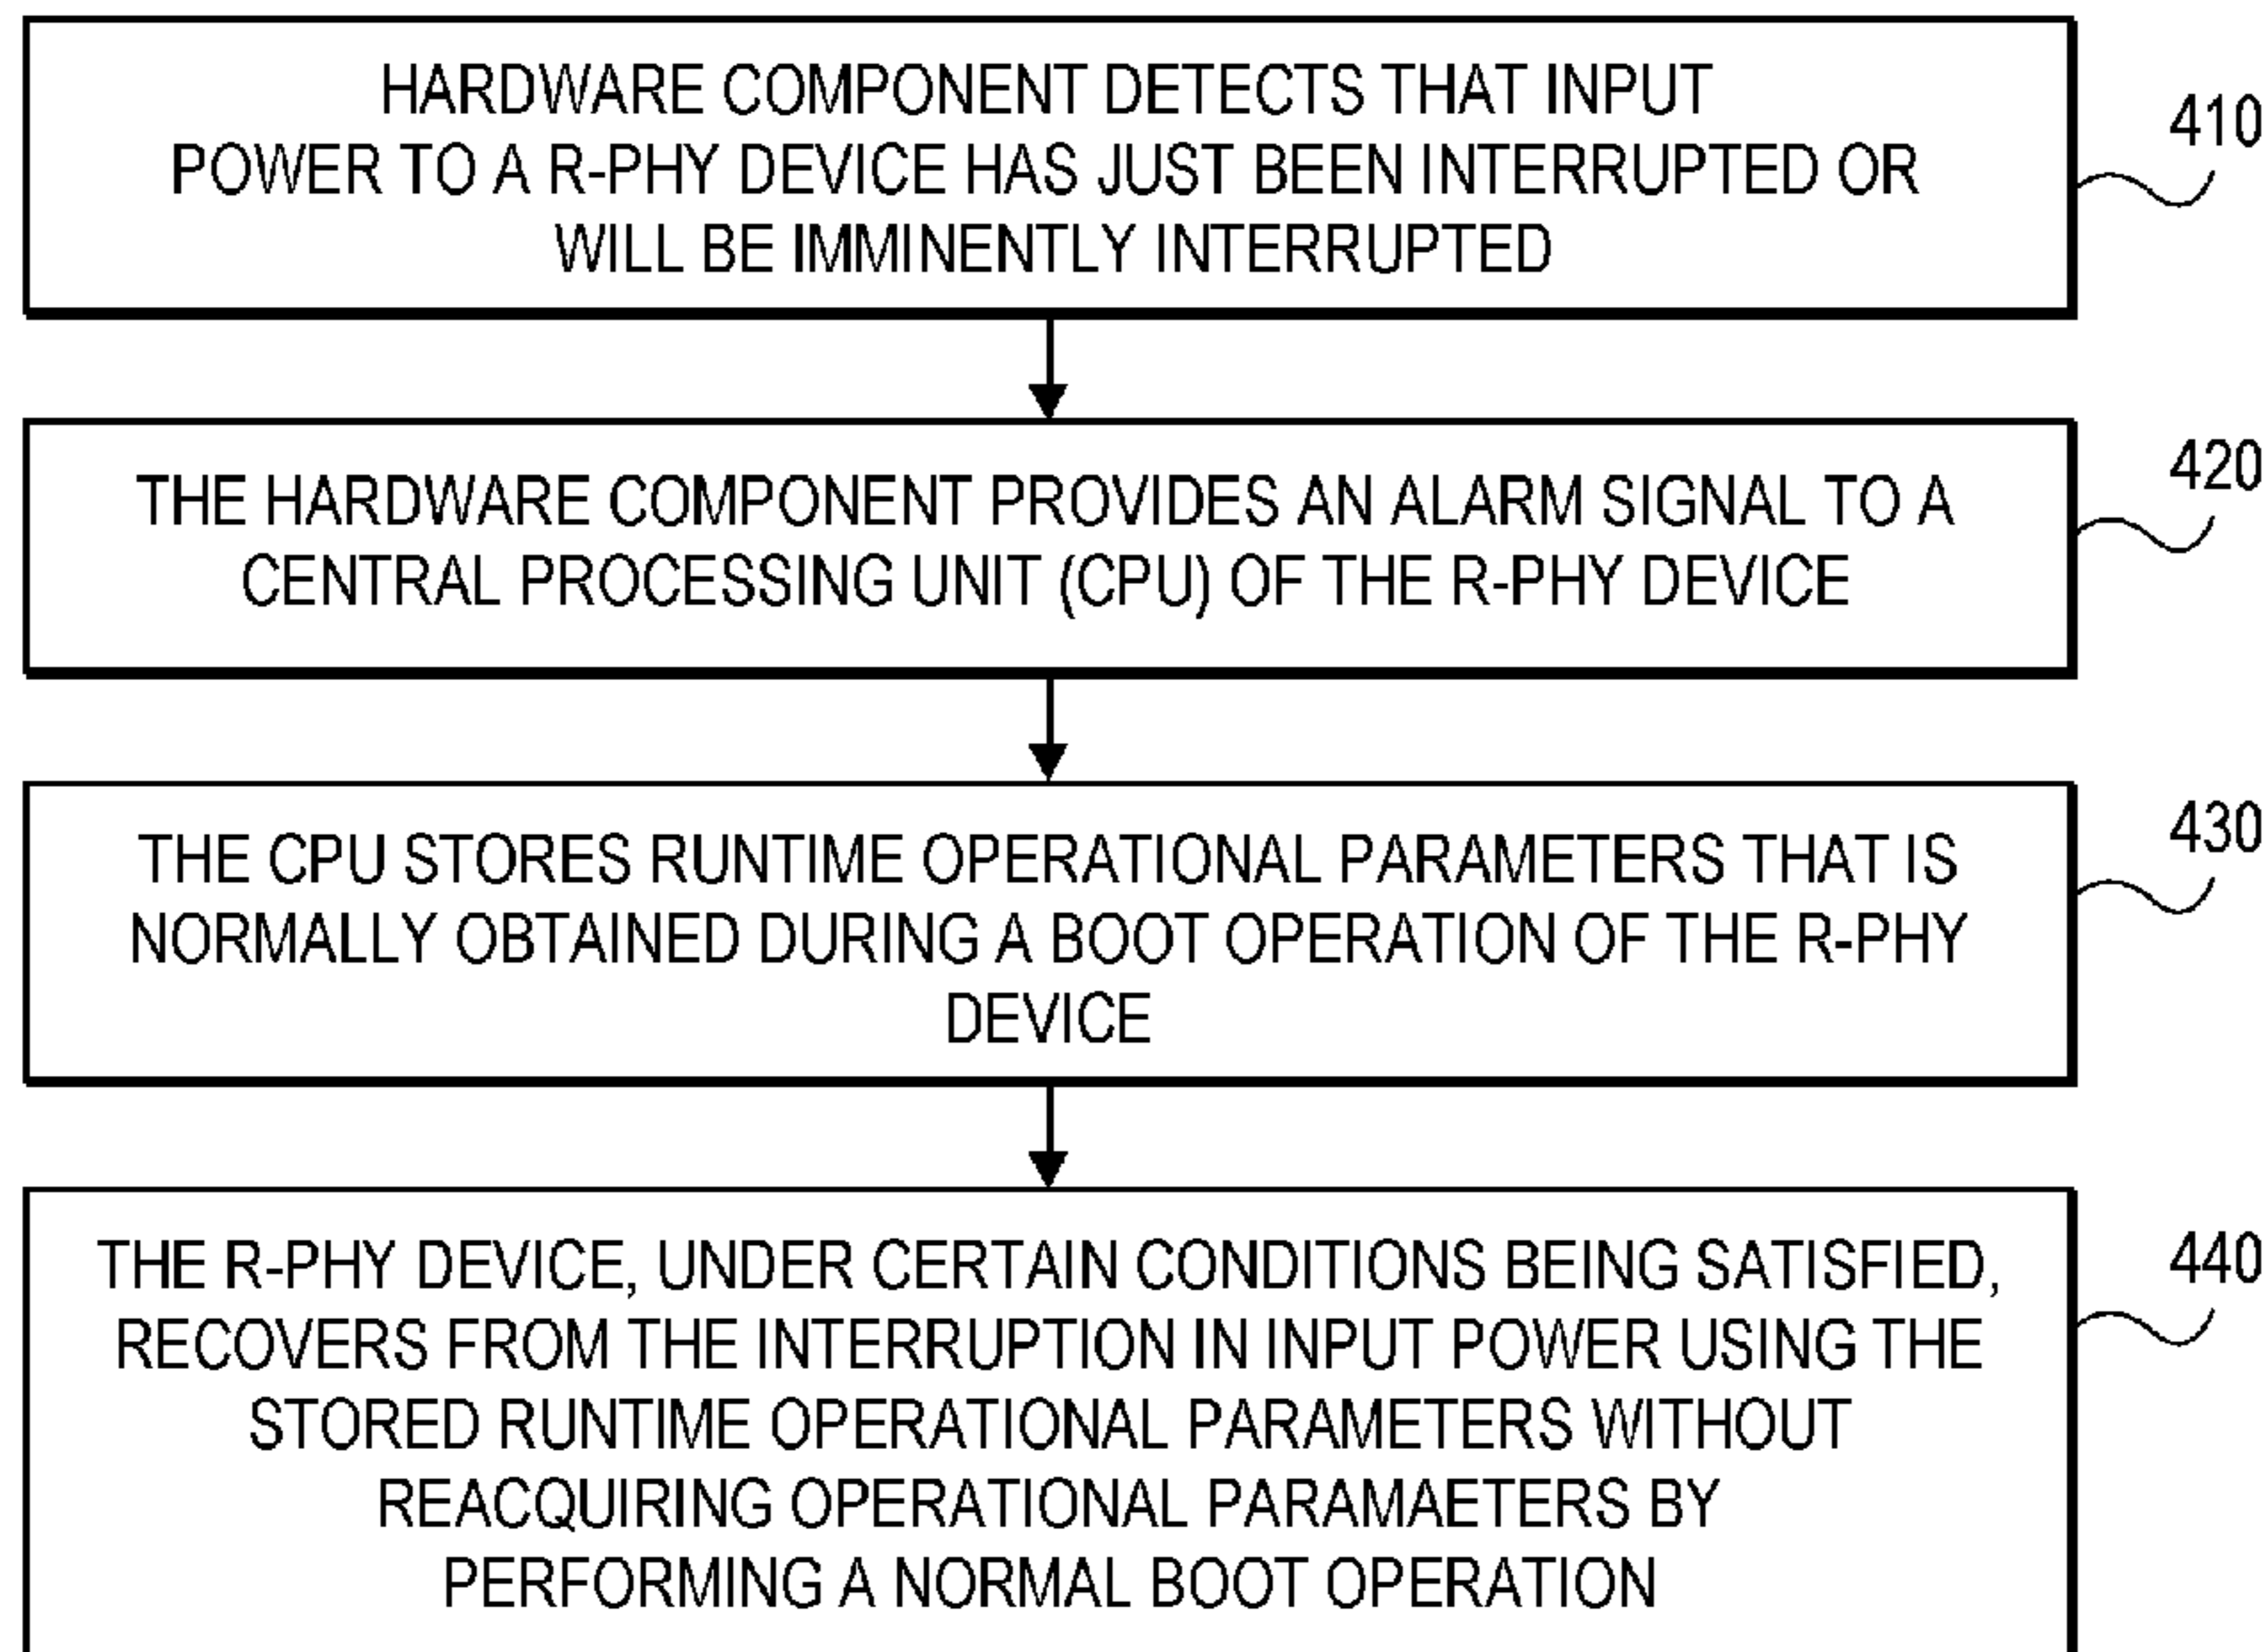 HARDWARE COMPONENT DETECTS THAT INPUT
POWER TO A R-PHY DEVICE HAS JUST BEEN INTERRUPTED OR
WILL BE IMMINENTLY INTERRUPTED
410
THE HARDWARE COMPONENT PROVIDES AN ALARM SIGNAL TO A
CENTRAL PROCESSING UNIT (CPU) OF THE R-PHY DEVICE
420
THE CPU STORES RUNTIME OPERATIONAL PARAMETERS THAT IS
NORMALLY OBTAINED DURING A BOOT OPERATION OF THE R-PHY
DEVICE
430
THE R-PHY DEVICE, UNDER CERTAIN CONDITIONS BEING SATISFIED,
RECOVERS FROM THE INTERRUPTION IN INPUT POWER USING THE
STORED RUNTIME OPERATIONAL PARAMETERS WITHOUT
REACQUIRING OPERATIONAL PARAMAETERS BY
PERFORMING A NORMAL BOOT OPERATION
440